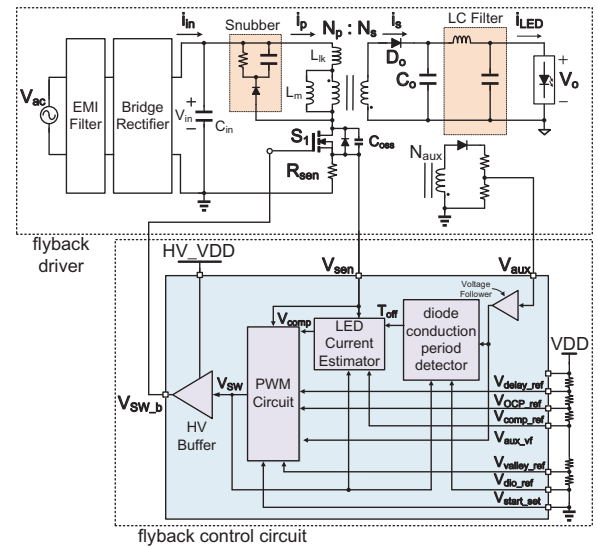 i_in
Snubber
i_p
N_p : N_s
i_s
LC Filter
i_LED
L_lk
D_o
V_ac
EMI
Filter
Bridge
Rectifier
+
V_in
−
C_in
L_m
C_o
+
V_o
−
S_1
C_oss
N_aux
R_sen
flyback
driver
HV_VDD
V_sen
V_aux
Voltage
Follower
V_comp
T_off
VDD
LED
Current
Estimator
diode
conduction
period
detector
V_SW
PWM
Circuit
V_delay_ref
V_SW_b
HV
Buffer
V_OCP_ref
V_comp_ref
V_aux_vf
V_valley_ref
V_dio_ref
V_start_set
flyback control circuit